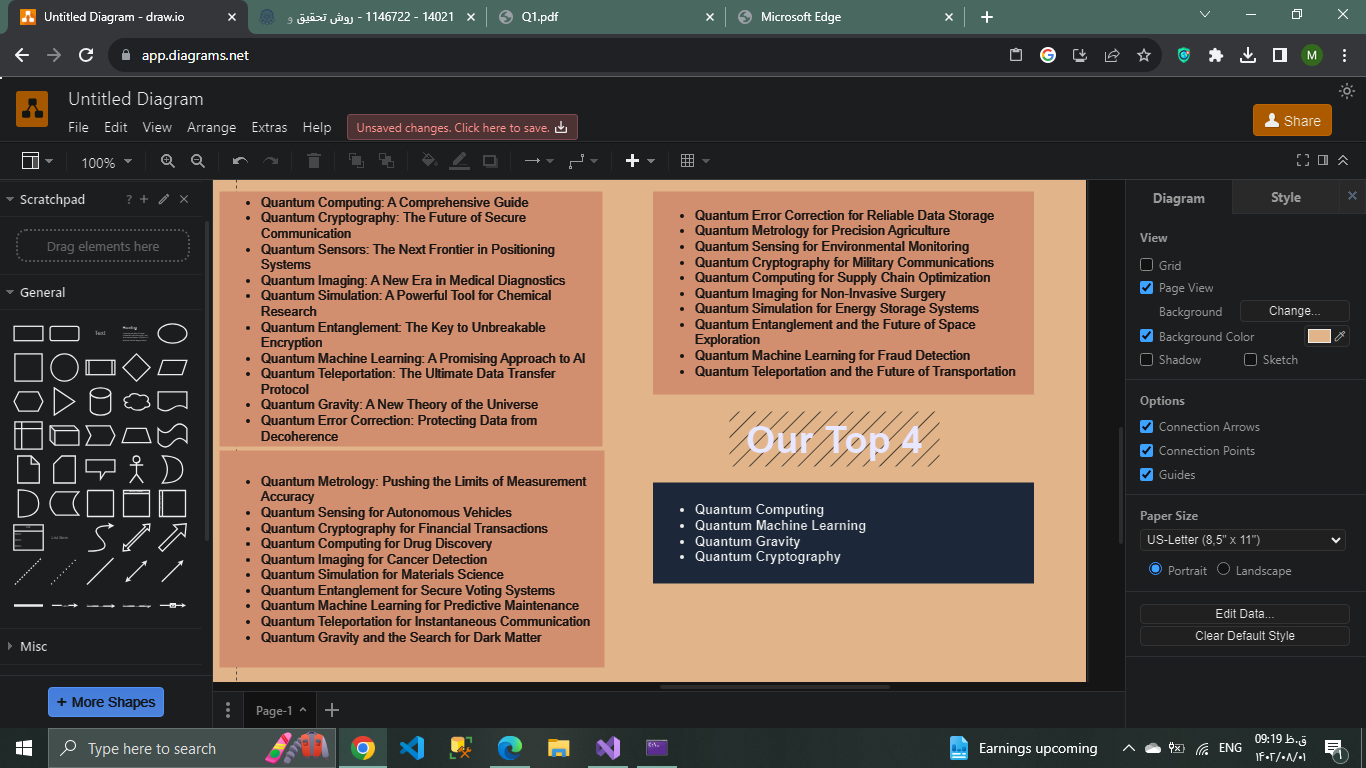 Untitled Diagram - draw.io
روش تحقیق و - 1146722 - 14021
Q1.pdf
Microsoft Edge
app.diagrams.net
M
Untitled Diagram
File Edit View Arrange Extras Help
Unsaved changes. Click here to save.
Share
100%
Scratchpad
?
Drag elements here
General
Text
Heading
List Item
Misc
+ More Shapes
Quantum Computing: A Comprehensive Guide
Quantum Cryptography: The Future of Secure
Communication
Quantum Sensors: The Next Frontier in Positioning
Systems
Quantum Imaging: A New Era in Medical Diagnostics
Quantum Simulation: A Powerful Tool for Chemical
Research
Quantum Entanglement: The Key to Unbreakable
Encryption
Quantum Machine Learning: A Promising Approach to AI
Quantum Teleportation: The Ultimate Data Transfer
Protocol
Quantum Gravity: A New Theory of the Universe
Quantum Error Correction: Protecting Data from
Decoherence
Quantum Metrology: Pushing the Limits of Measurement
Accuracy
Quantum Sensing for Autonomous Vehicles
Quantum Cryptography for Financial Transactions
Quantum Computing for Drug Discovery
Quantum Imaging for Cancer Detection
Quantum Simulation for Materials Science
Quantum Entanglement for Secure Voting Systems
Quantum Machine Learning for Predictive Maintenance
Quantum Teleportation for Instantaneous Communication
Quantum Gravity and the Search for Dark Matter
Quantum Error Correction for Reliable Data Storage
Quantum Metrology for Precision Agriculture
Quantum Sensing for Environmental Monitoring
Quantum Cryptography for Military Communications
Quantum Computing for Supply Chain Optimization
Quantum Imaging for Non-Invasive Surgery
Quantum Simulation for Energy Storage Systems
Quantum Entanglement and the Future of Space
Exploration
Quantum Machine Learning for Fraud Detection
Quantum Teleportation and the Future of Transportation
Our Top 4
Quantum Computing
Quantum Machine Learning
Quantum Gravity
Quantum Cryptography
Diagram
Style
View
Grid
Page View
Background
Change...
Background Color
Shadow
Sketch
Options
Connection Arrows
Connection Points
Guides
Paper Size
US-Letter (8,5" x 11")
Portrait
Landscape
Edit Data...
Clear Default Style
Page-1
Type here to search
Earnings upcoming
ENG
09:19 ق.ظ
۱۴۰۲/۰۸/۰۱
1